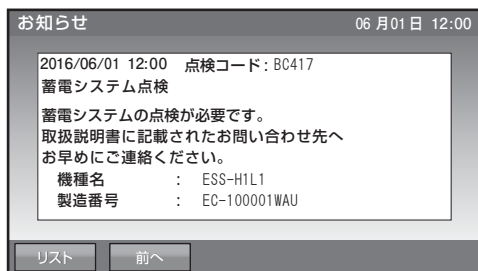 お知らせ 06月01日 12:00
2016/06/01 12:00 点検コード：BC417
蓄電システム点検
蓄電システムの点検が必要です。
取扱説明書に記載されたお問い合わせ先へ
お早めにご連絡ください。
機種名 ： ESS-H1L1
製造番号 ： EC-100001WAU
リスト 前へ